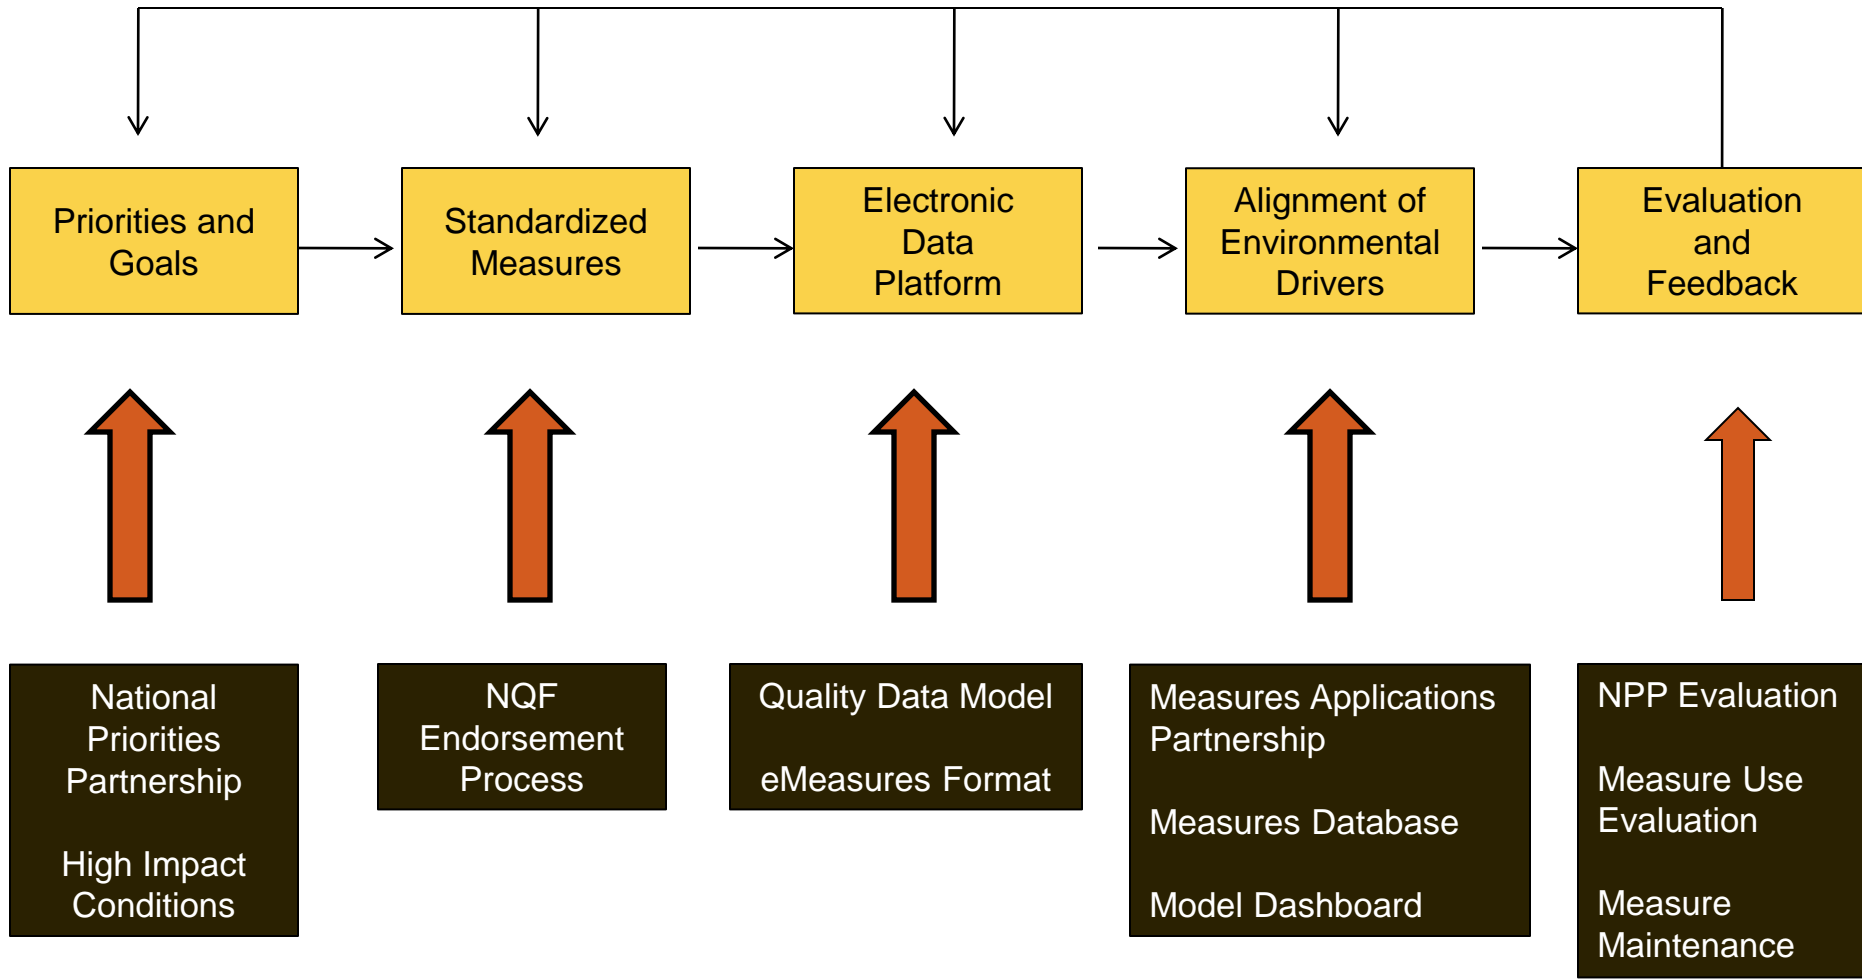 Priorities and
Goals
Standardized
Measures
Electronic
Data
Platform
Alignment of
Environmental
Drivers
Evaluation
and
Feedback
National
Priorities
Partnership
High Impact
Conditions
NQF
Endorsement
Process
Quality Data Model
eMeasures Format
Measures Applications
Partnership
Measures Database
Model Dashboard
NPP Evaluation
Measure Use
Evaluation
Measure
Maintenance